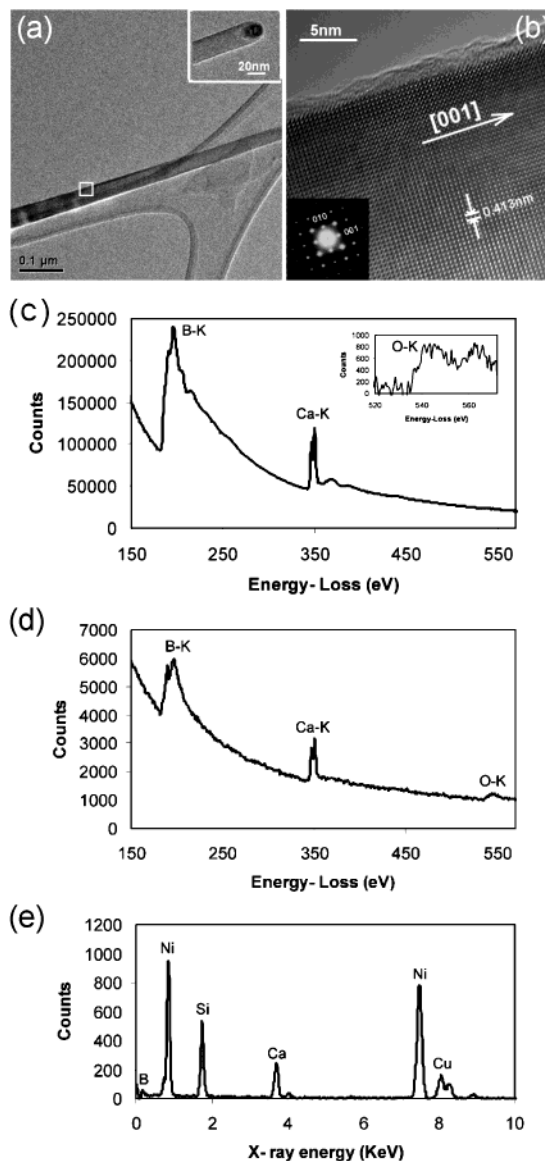 (a)
20nm
0.1 μm
5nm
(b)
[001]
0.413nm
010
001
(c)
250000
200000
150000
100000
50000
0
Counts
B-K
Ca-K
1000
800
600
400
200
0
Counts
O-K
520
540
560
Energy-Loss (eV)
150
250
350
450
550
Energy- Loss (eV)
(d)
7000
6000
5000
4000
3000
2000
1000
0
Counts
B-K
Ca-K
O-K
150
250
350
450
550
Energy- Loss (eV)
(e)
1200
1000
800
600
400
200
0
Counts
B
Ni
Si
Ca
Ni
Cu
0
2
4
6
8
10
X- ray energy (KeV)